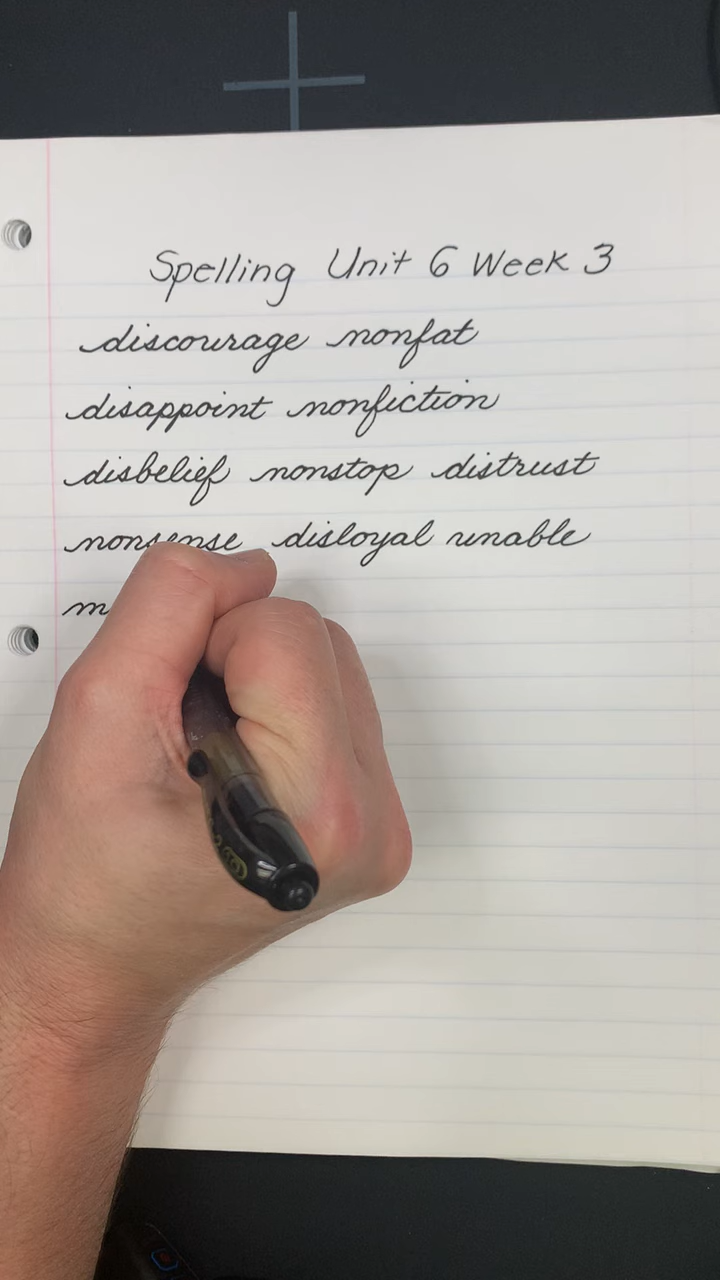 Spelling Unit 6 Week 3
discourage nonfat
disappoint nonfiction
disbelief nonstop distrust
nonsense disloyal unable
m